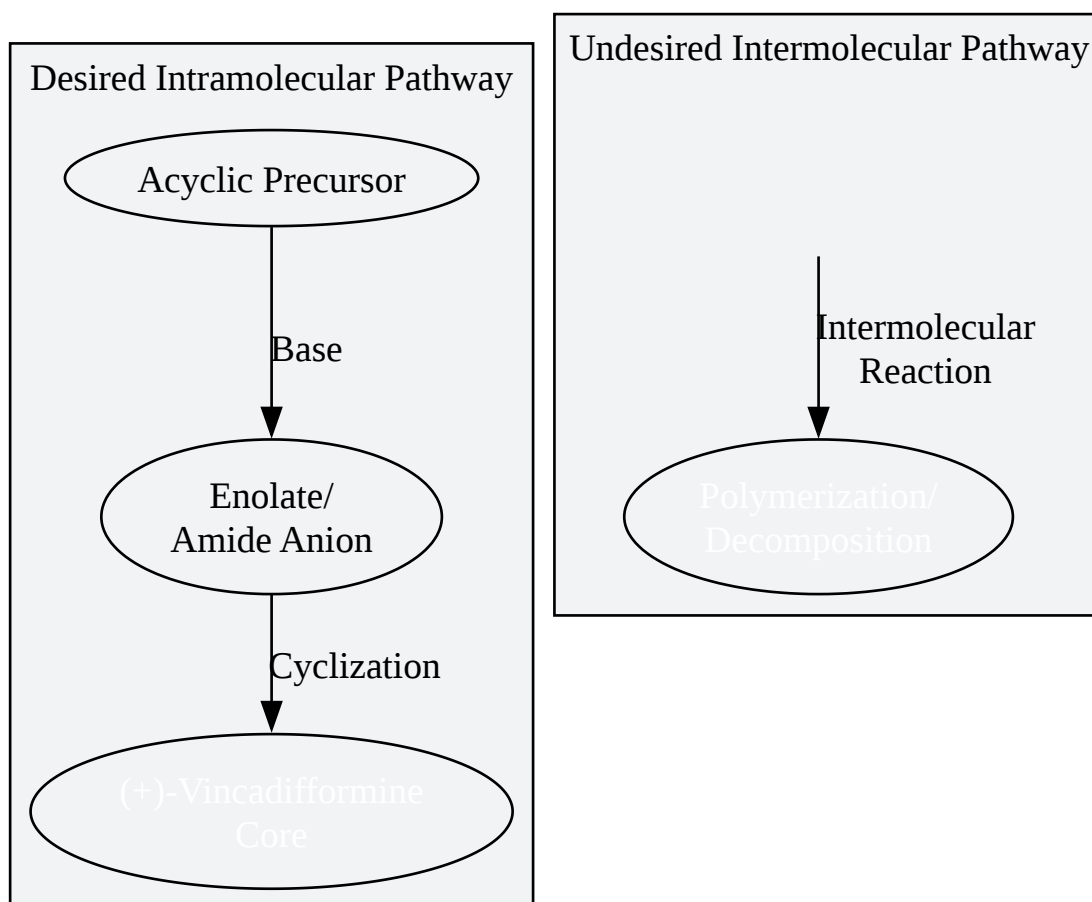 Desired Intramolecular Pathway
Acyclic Precursor
Base
Enolate/
Amide Anion
Cyclization
(+)-Vincadifformine
Core
Undesired Intermolecular Pathway
Intermolecular
Reaction
Polymerization/
Decomposition